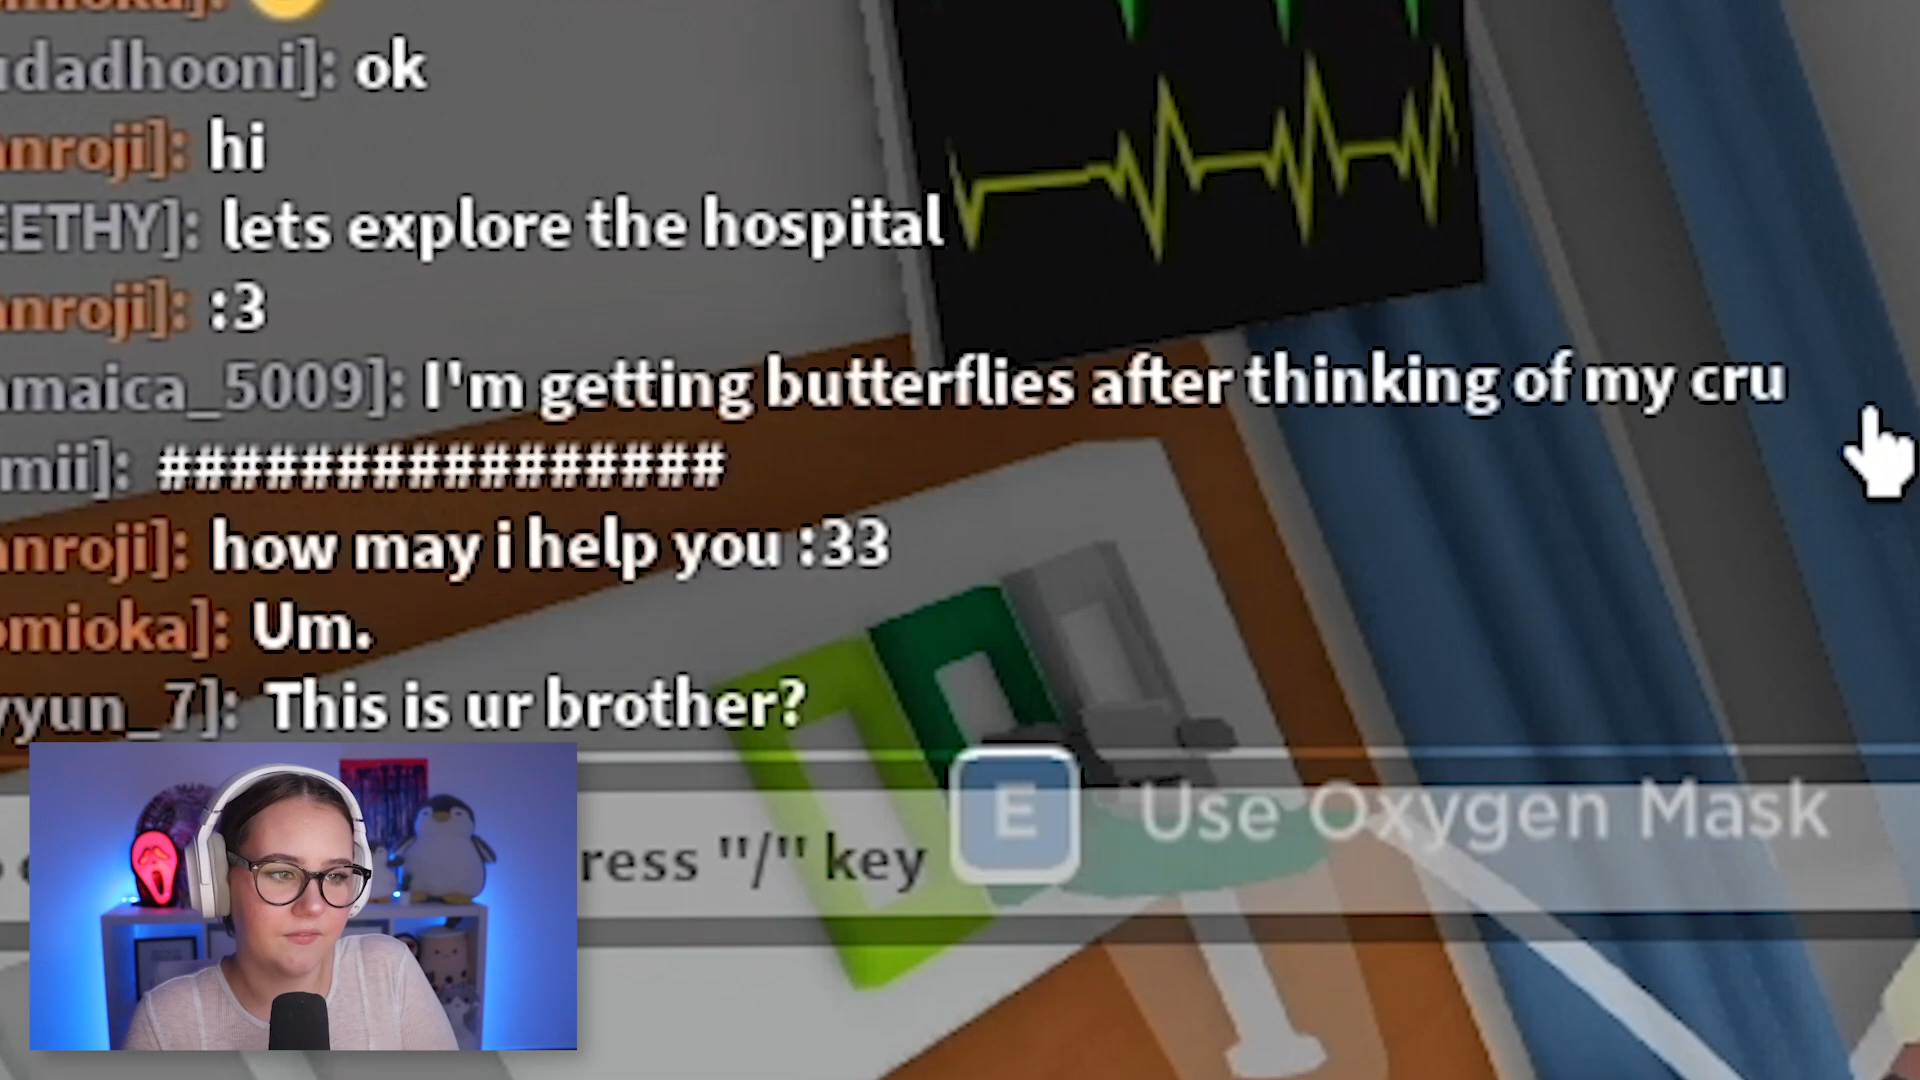 udadhooni]: ok
anroji]: hi
EETHY]: lets explore the hospital
anroji]: :3
amaica_5009]: I'm getting butterflies after thinking of my cru
mii]: ################
anroji]: how may i help you :33
omioka]: Um.
yyun_7]: This is ur brother?
ress "/" key
E Use Oxygen Mask